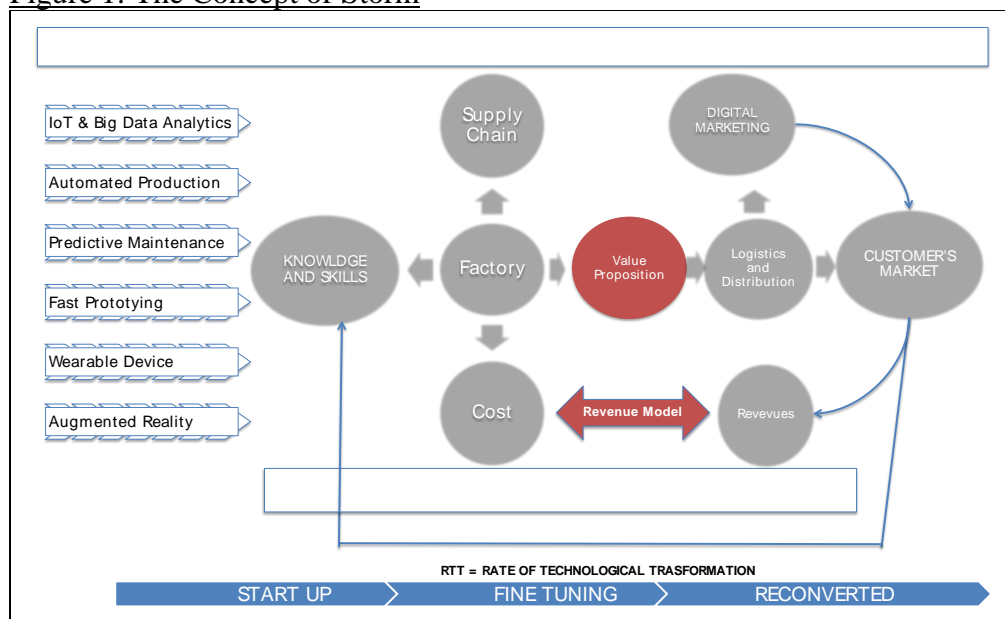 Figure 1: The Concept of Storm
IoT & Big Data Analytics
Automated Production
Predictive Maintenance
Fast Prototying
Wearable Device
Augmented Reality
Supply
Chain
DIGITAL
MARKETING
KNOWLDGE
AND SKILLS
Factory
Value
Proposition
Logistics
and
Distribution
CUSTOMER'S
MARKET
Cost
Revenue Model
Revevues
RTT = RATE OF TECHNOLOGICAL TRASFORMATION
START UP
FINE TUNING
RECONVERTED